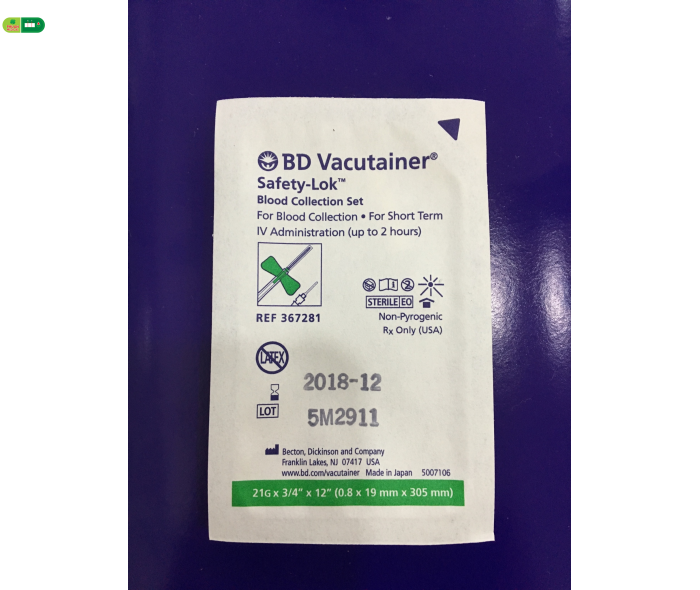 BD Vacutainer®
Safety-Lok™
Blood Collection Set
For Blood Collection • For Short Term
IV Administration (up to 2 hours)
STERILE EO
REF 367281
Non-Pyrogenic
Rx Only (USA)
LATEX
2018-12
LOT 5M2911
Becton, Dickinson and Company
Franklin Lakes, NJ 07417 USA
www.bd.com/vacutainer Made in Japan 5007106
21G x 3/4" x 12" (0.8 x 19 mm x 305 mm)